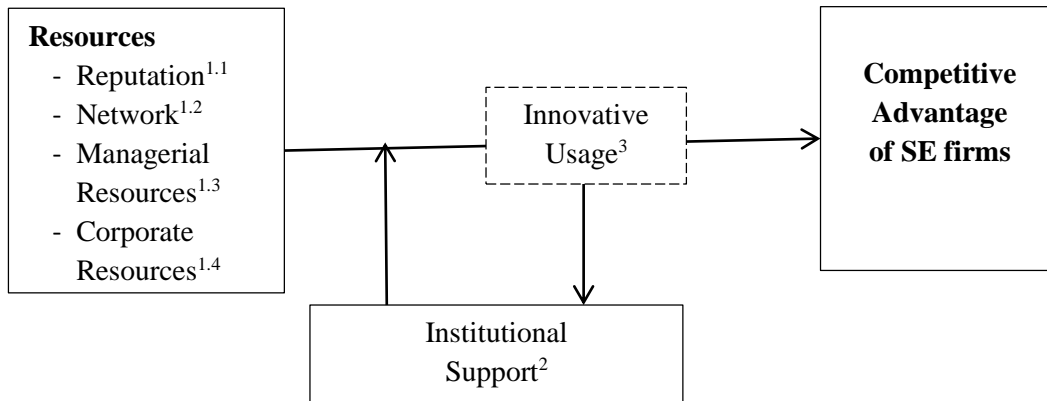 Resources
- Reputation1.1
- Network1.2
- Managerial
Resources1.3
- Corporate
Resources1.4
Innovative
Usage3
Competitive
Advantage
of SE firms
Institutional
Support2